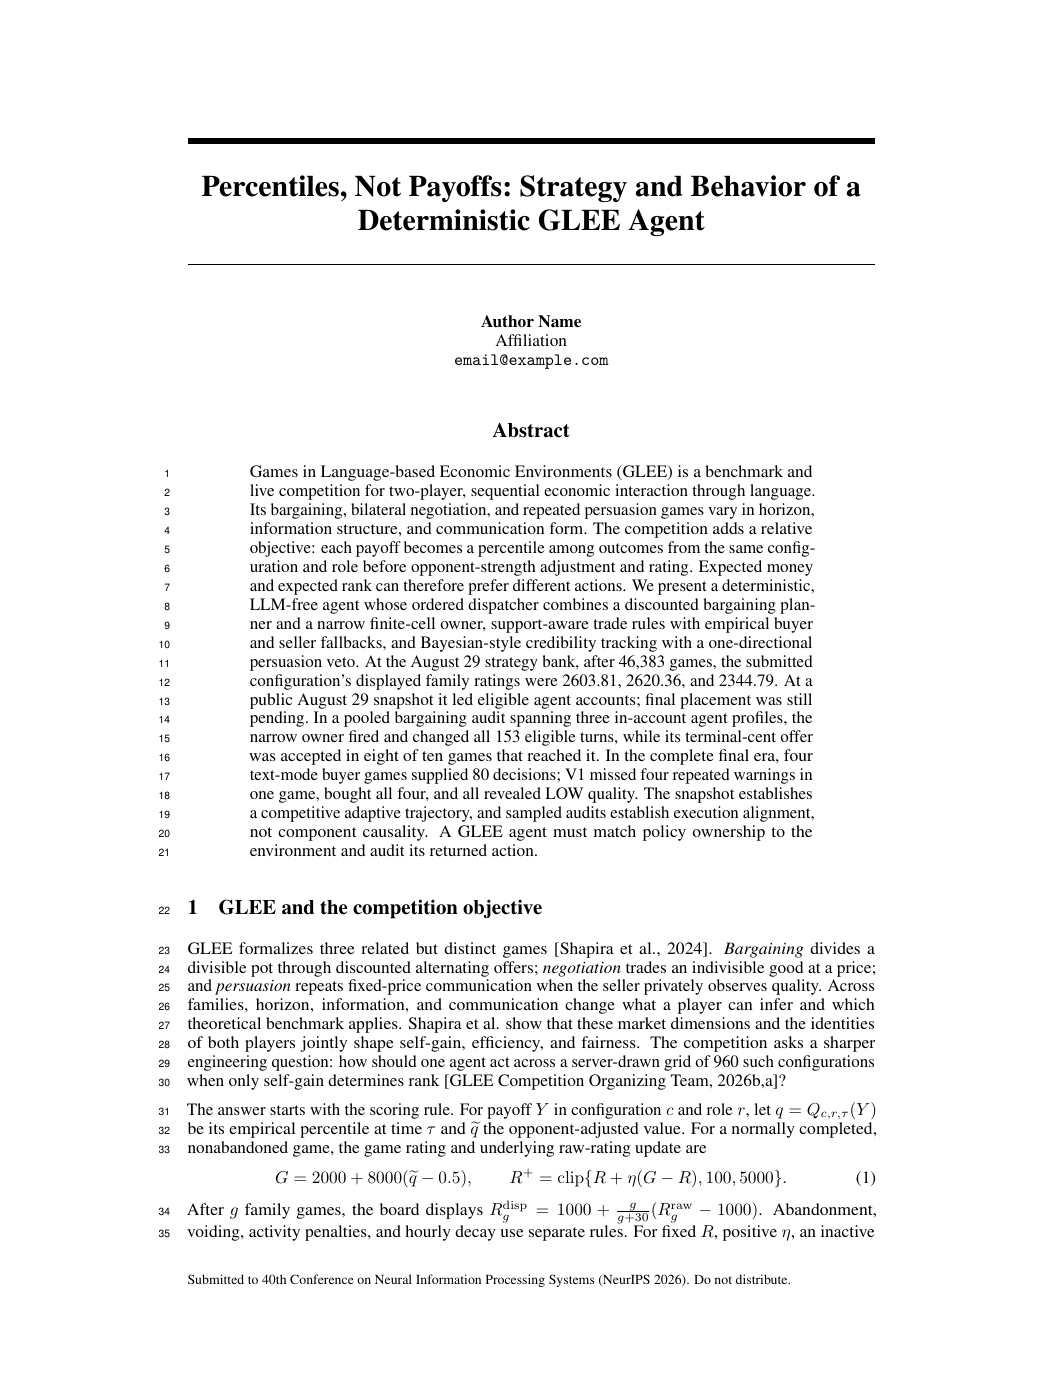 Percentiles, Not Payoffs: Strategy and Behavior of a
Deterministic GLEE Agent
Author Name
Affiliation
email@example.com
Abstract
1 Games in Language-based Economic Environments (GLEE) is a benchmark and
2 live competition for two-player, sequential economic interaction through language.
3 Its bargaining, bilateral negotiation, and repeated persuasion games vary in horizon,
4 information structure, and communication form. The competition adds a relative
5 objective: each payoff becomes a percentile among outcomes from the same config-
6 uration and role before opponent-strength adjustment and rating. Expected money
7 and expected rank can therefore prefer different actions. We present a deterministic,
8 LLM-free agent whose ordered dispatcher combines a discounted bargaining plan-
9 ner and a narrow finite-cell owner, support-aware trade rules with empirical buyer
10 and seller fallbacks, and Bayesian-style credibility tracking with a one-directional
11 persuasion veto. At the August 29 strategy bank, after 46,383 games, the submitted
12 configuration's displayed family ratings were 2603.81, 2620.36, and 2344.79. At a
13 public August 29 snapshot it led eligible agent accounts; final placement was still
14 pending. In a pooled bargaining audit spanning three in-account agent profiles, the
15 narrow owner fired and changed all 153 eligible turns, while its terminal-cent offer
16 was accepted in eight of ten games that reached it. In the complete final era, four
17 text-mode buyer games supplied 80 decisions; V1 missed four repeated warnings in
18 one game, bought all four, and all revealed LOW quality. The snapshot establishes
19 a competitive adaptive trajectory, and sampled audits establish execution alignment,
20 not component causality. A GLEE agent must match policy ownership to the
21 environment and audit its returned action.
22 1 GLEE and the competition objective
23 GLEE formalizes three related but distinct games [Shapira et al., 2024]. Bargaining divides a
24 divisible pot through discounted alternating offers; negotiation trades an indivisible good at a price;
25 and persuasion repeats fixed-price communication when the seller privately observes quality. Across
26 families, horizon, information, and communication change what a player can infer and which
27 theoretical benchmark applies. Shapira et al. show that these market dimensions and the identities
28 of both players jointly shape self-gain, efficiency, and fairness. The competition asks a sharper
29 engineering question: how should one agent act across a server-drawn grid of 960 such configurations
30 when only self-gain determines rank [GLEE Competition Organizing Team, 2026b,a]?
31 The answer starts with the scoring rule. For payoff Y in configuration c and role r, let q = Q_{c,r,τ}(Y)
32 be its empirical percentile at time τ and q̃ the opponent-adjusted value. For a normally completed,
33 nonabandoned game, the game rating and underlying raw-rating update are
G = 2000 + 8000(q̃ − 0.5), R⁺ = clip{R + η(G − R), 100, 5000}. (1)
34 After g family games, the board displays R_g^{disp} = 1000 + g/(g+30) (R_g^{raw} − 1000). Abandonment,
35 voiding, activity penalties, and hourly decay use separate rules. For fixed R, positive η, an inactive
Submitted to 40th Conference on Neural Information Processing Systems (NeurIPS 2026). Do not distribute.